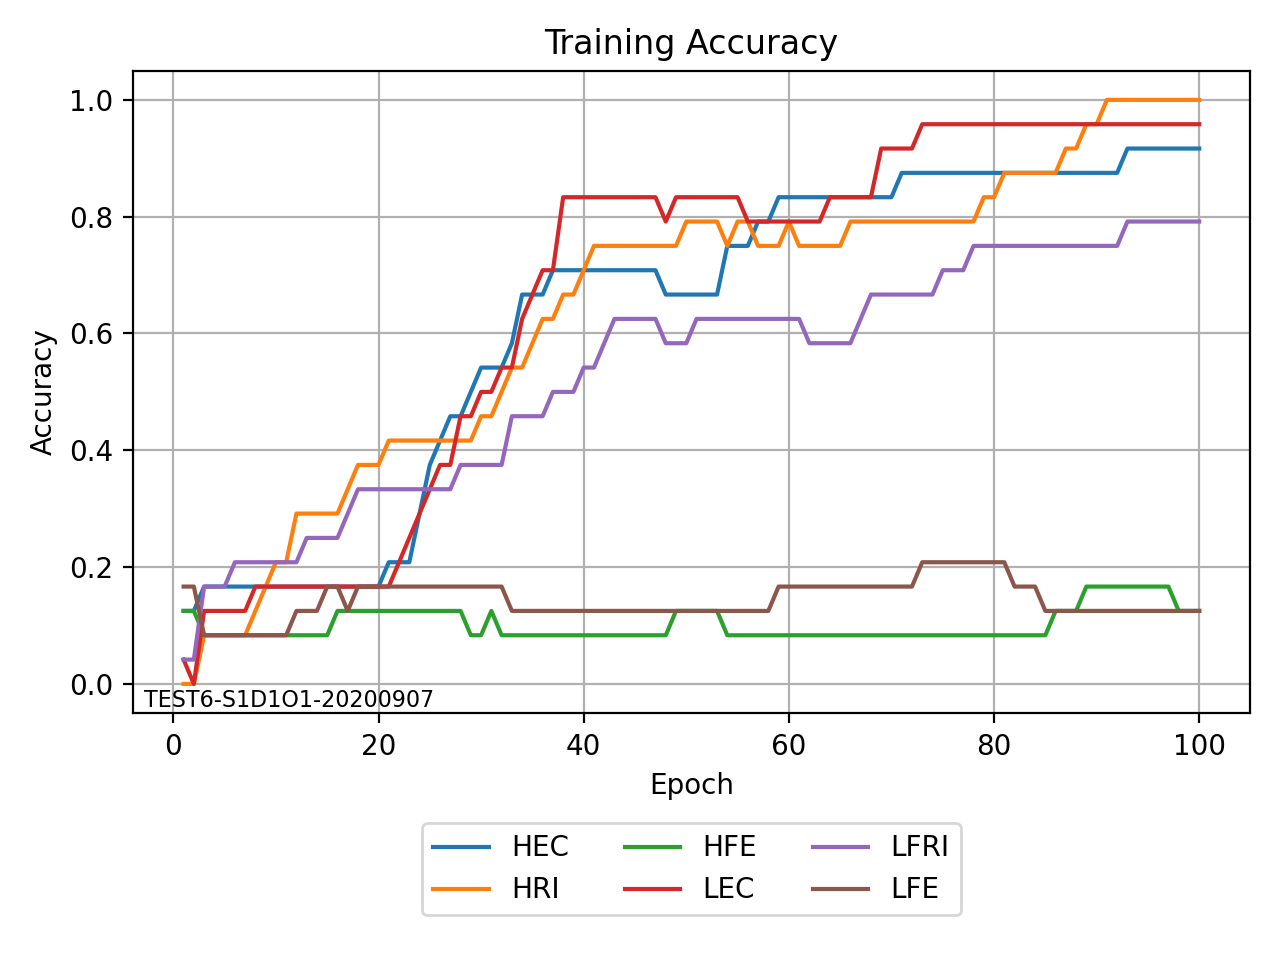 Training Accuracy
1.0
0.8
0.6
0.4
0.2
0.0
Accuracy
TEST6-S1D1O1-20200907
0 20 40 60 80 100
Epoch
HEC HFE LFRI
HRI LEC LFE